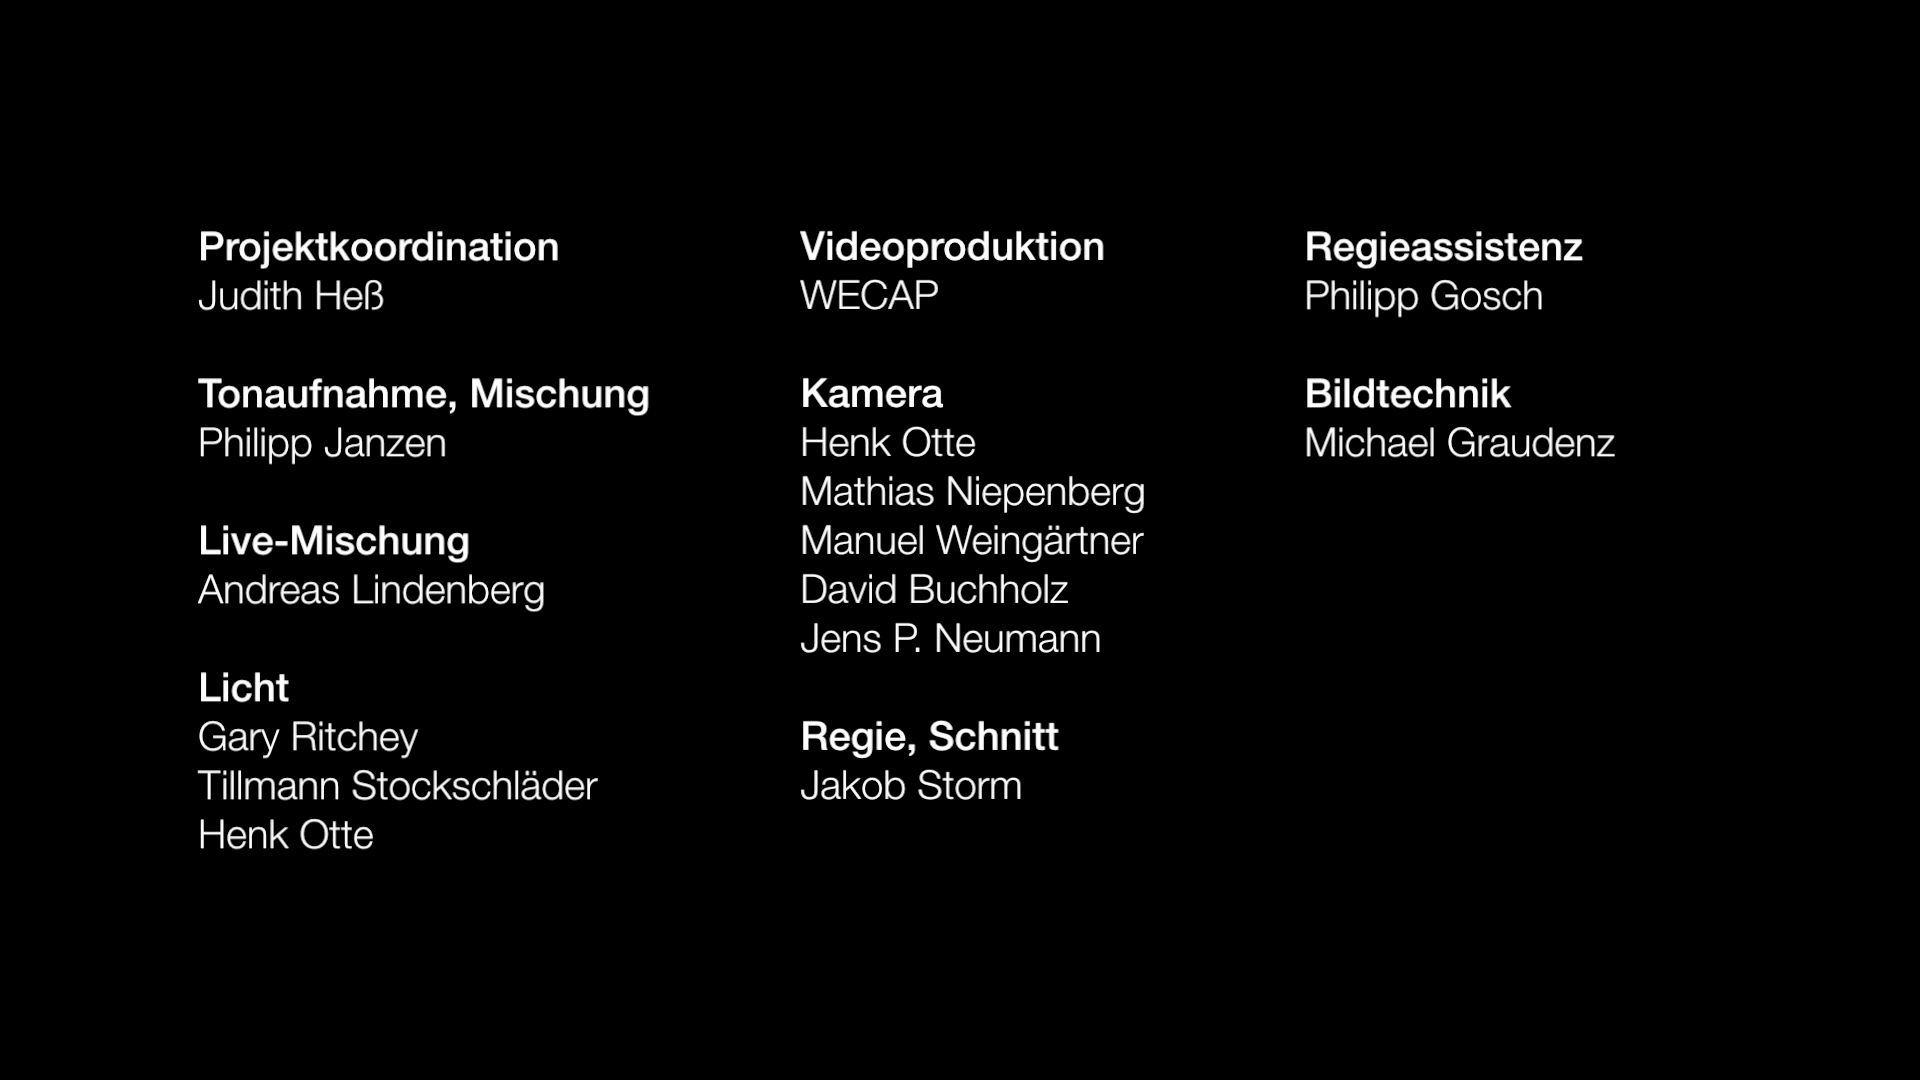 Projektkoordination
Judith Heß
Tonaufnahme, Mischung
Philipp Janzen
Live-Mischung
Andreas Lindenberg
Licht
Gary Ritchey
Tillmann Stockschläder
Henk Otte
Videoproduktion
WECAP
Kamera
Henk Otte
Mathias Niepenberg
Manuel Weingärtner
David Buchholz
Jens P. Neumann
Regie, Schnitt
Jakob Storm
Regieassistenz
Philipp Gosch
Bildtechnik
Michael Graudenz